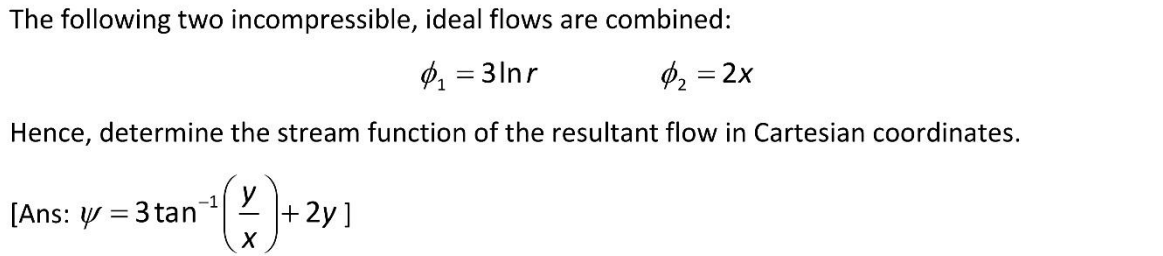 The following two incompressible, ideal flows are combined:
ϕ₁ = 3lnr ϕ₂ = 2x
Hence, determine the stream function of the resultant flow in Cartesian coordinates.
[Ans: ψ = 3tan⁻¹(y/x) + 2y ]